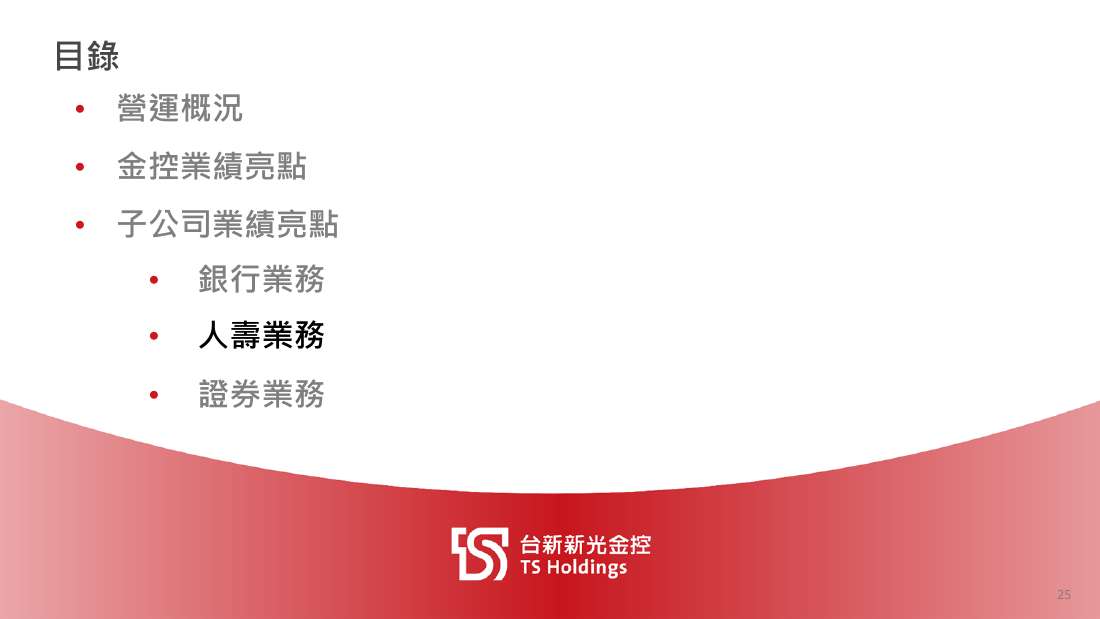 目錄
• 營運概況
• 金控業績亮點
• 子公司業績亮點
• 銀行業務
• 人壽業務
• 證券業務
TS 台新新光金控
TS Holdings
25